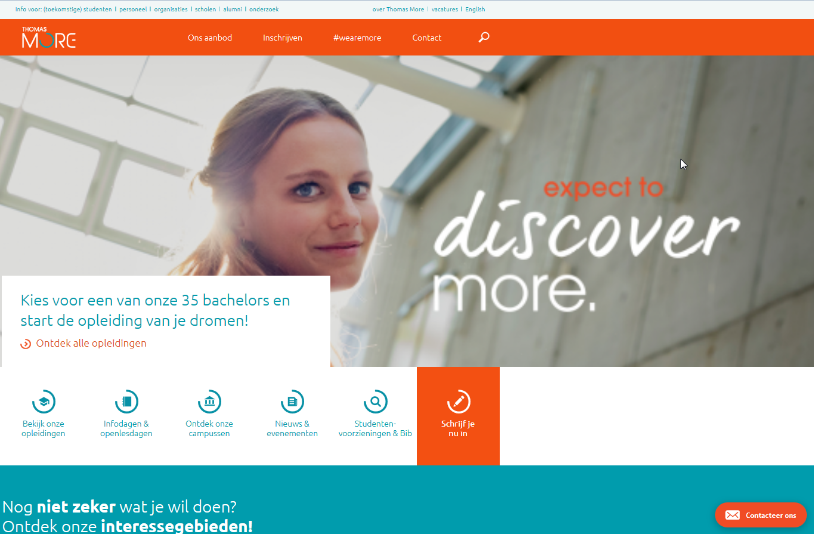 Info voor: (toekomstige) studenten | personeel | organisaties | scholen | alumni | onderzoek
over Thomas More | vacatures | English
THOMAS
MORE
Ons aanbod
Inschrijven
#wearemore
Contact
expect to
discover
more.
Kies voor een van onze 35 bachelors en
start de opleiding van je dromen!
Ontdek alle opleidingen
Bekijk onze
opleidingen
Infodagen &
openlesdagen
Ontdek onze
campussen
Nieuws &
evenementen
Studenten-
voorzieningen & Bib
Schrijf je
nu in
Nog niet zeker wat je wil doen?
Ontdek onze interessegebieden!
Contacteer ons